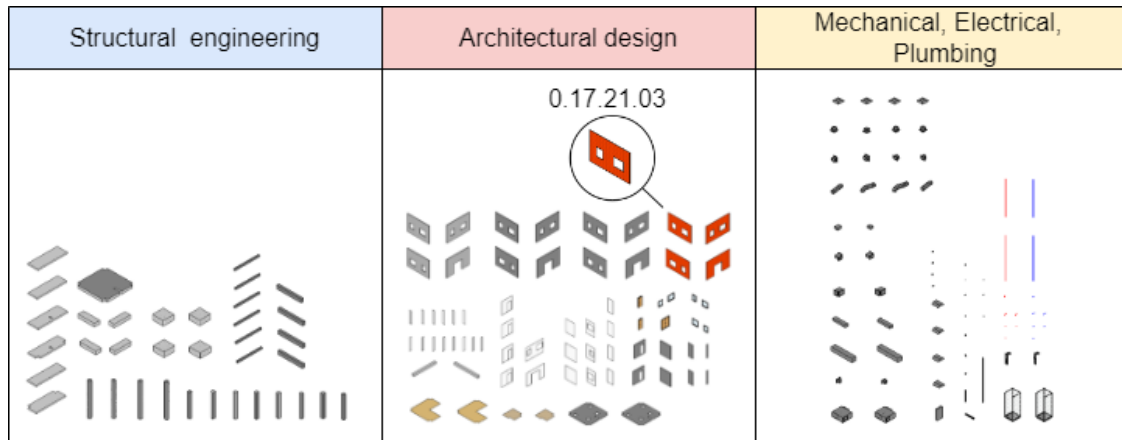 Structural engineering
Architectural design
Mechanical, Electrical,
Plumbing
0.17.21.03